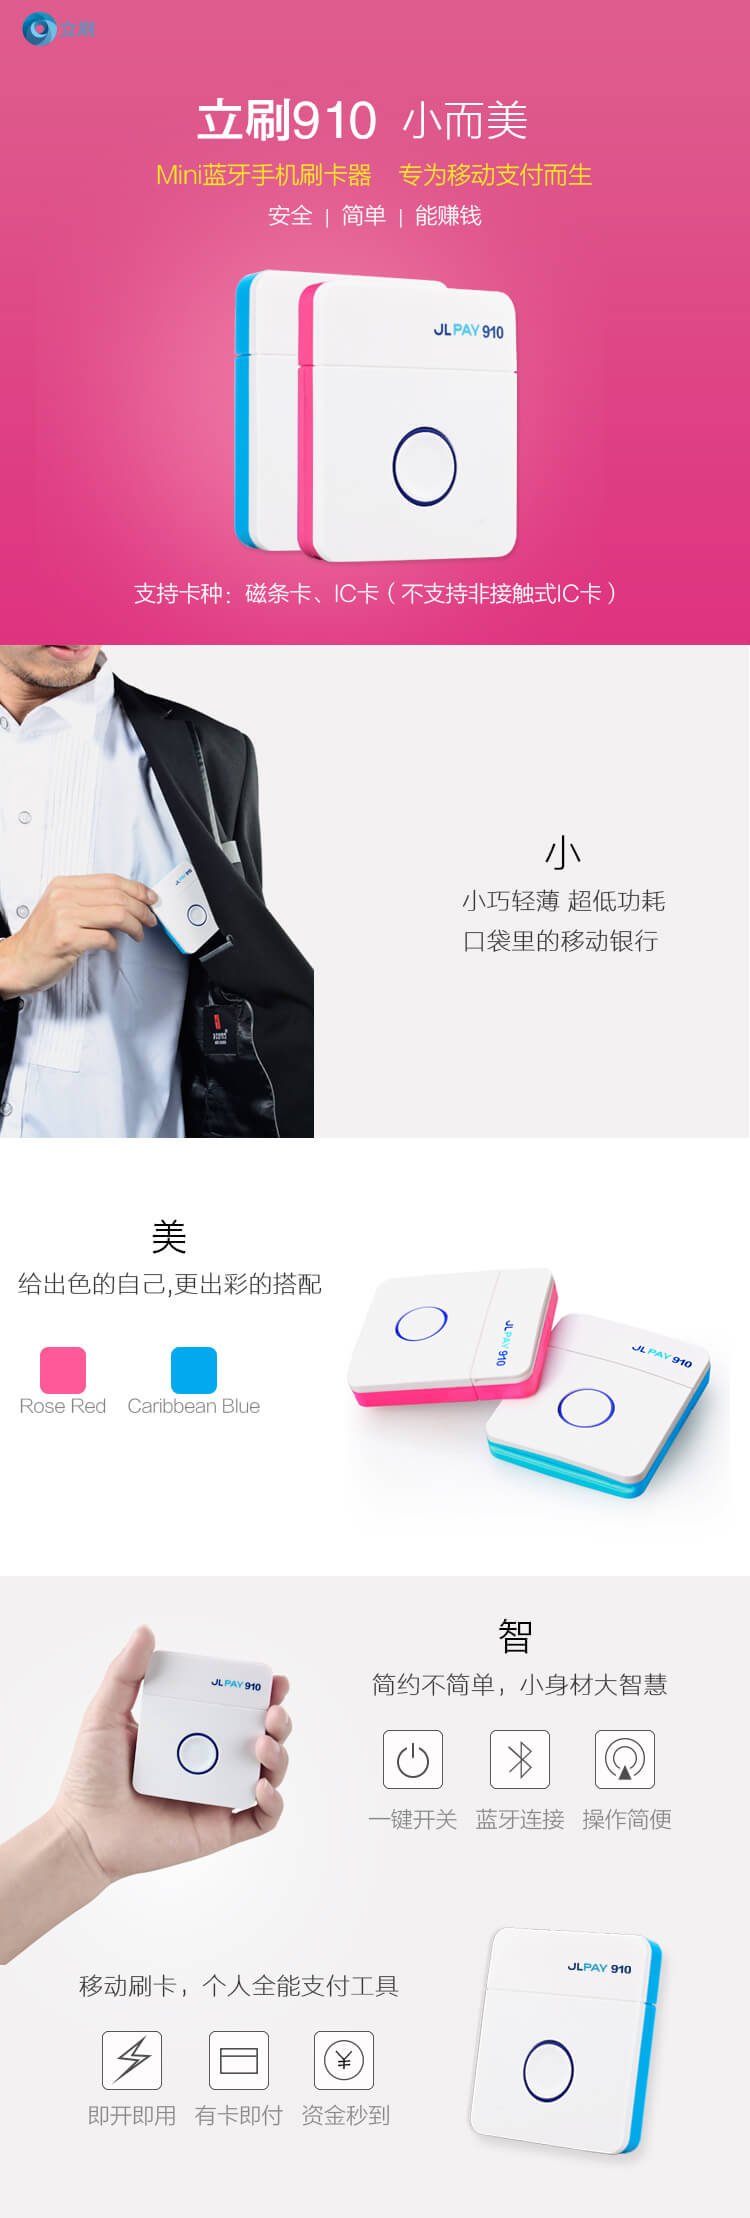 立刷
立刷910 小而美
Mini蓝牙手机刷卡器 专为移动支付而生
安全 | 简单 | 能赚钱
JLPAY 910
支持卡种：磁条卡、IC卡（不支持非接触式IC卡）
JLPAY 910
小
小巧轻薄 超低功耗
口袋里的移动银行
美
给出色的自己,更出彩的搭配
Rose Red Caribbean Blue
JLPAY 910
JLPAY 910
智
简约不简单，小身材大智慧
JLPAY 910
一键开关 蓝牙连接 操作简便
JLPAY 910
移动刷卡，个人全能支付工具
¥
即开即用 有卡即付 资金秒到